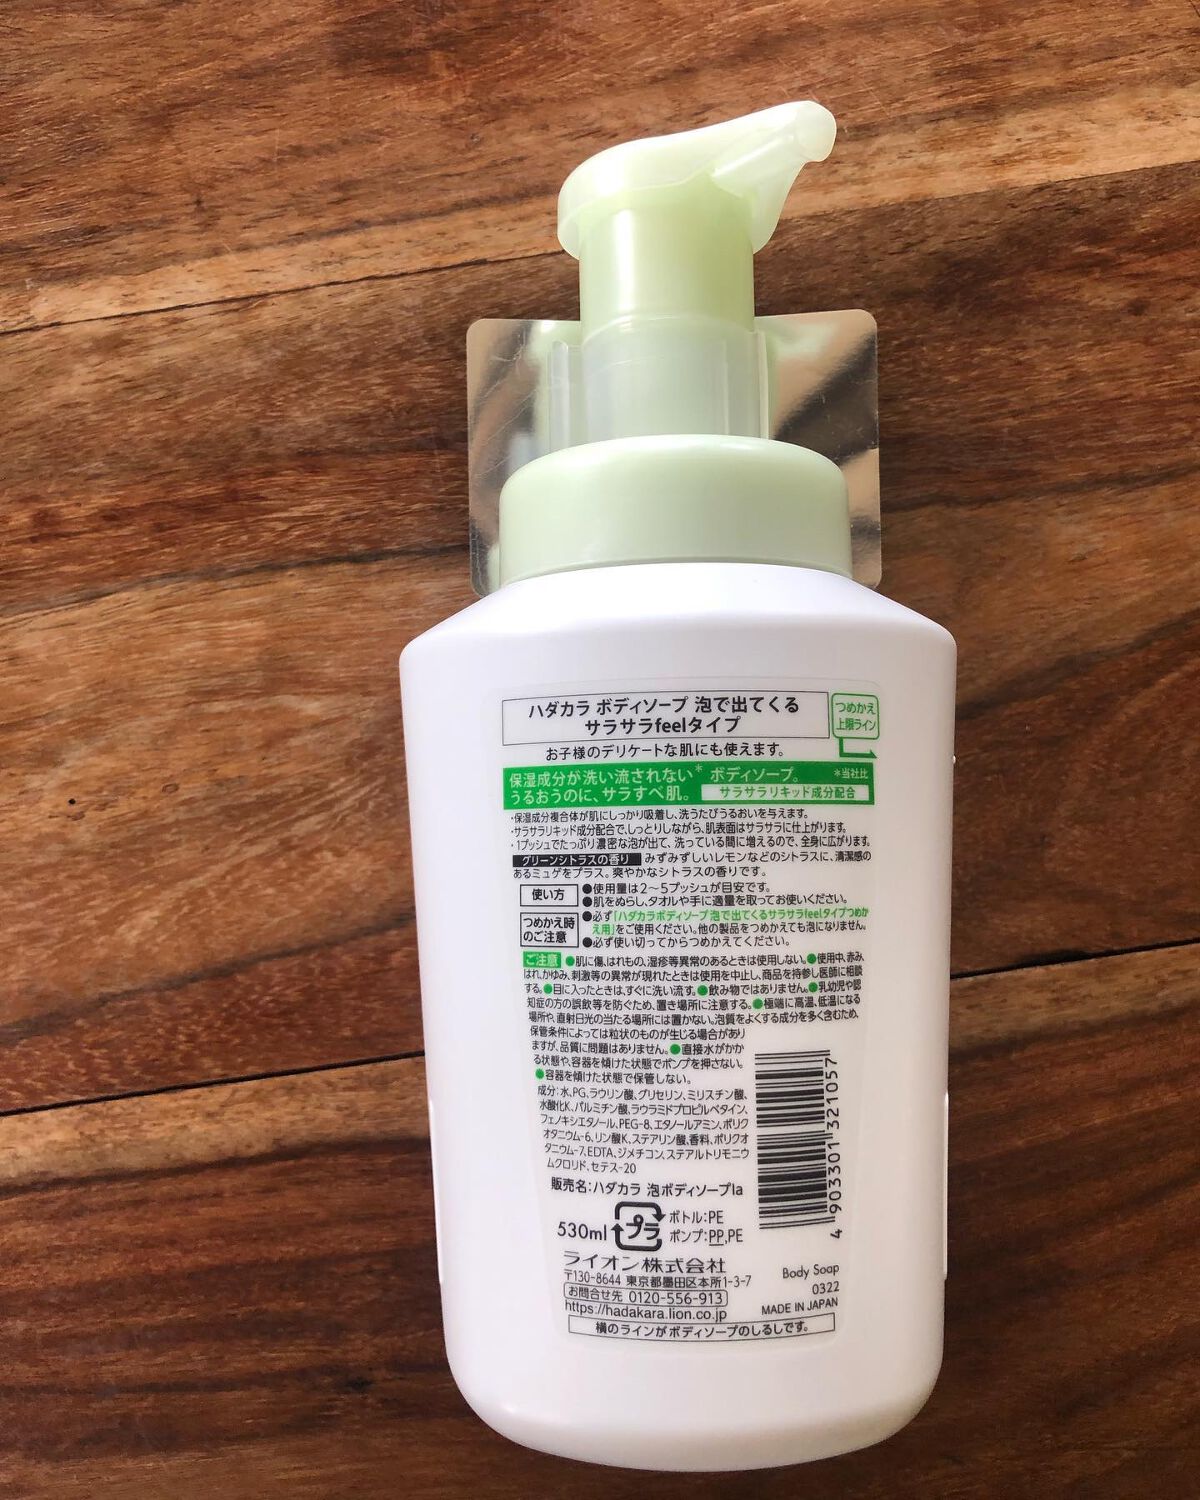 ハダカラ ボディソープ 泡で出てくる
サラサラfeelタイプ
つめかえ
上限ライン
お子様のデリケートな肌にも使えます。
保湿成分が洗い流されない* ボディソープ。 *当社比
うるおうのに、サラすべ肌。 サラサラリキッド成分配合
・保湿成分複合体が肌にしっかり吸着し、洗うたびうるおいを与えます。
・サラサラリキッド成分配合で、しっとりしながら、肌表面はサラサラに仕上がります。
・1プッシュでたっぷり濃密な泡が出て、洗っている間に増えるので、全身に広がります。
グリーンシトラスの香り みずみずしいレモンなどのシトラスに、清潔感の
あるミュゲをプラス。爽やかなシトラスの香りです。
使い方 ●使用量は2～5プッシュが目安です。
●肌をぬらし、タオルや手に適量を取ってお使いください。
つめかえ時
のご注意
●必ず「ハダカラボディソープ 泡で出てくるサラサラfeelタイプつめか
え用」をご使用ください。他の製品をつめかえても泡になりません。
●必ず使い切ってからつめかえてください。
ご注意 ●肌に傷、はれもの、湿疹等異常のあるときは使用しない。●使用中、赤み、
はれ、かゆみ、刺激等の異常が現れたときは使用を中止し、商品を持参し医師に相談
する。●目に入ったときは、すぐに洗い流す。●飲み物ではありません。●乳幼児や認
知症の方の誤飲等を防ぐため、置き場所に注意する。●極端に高温、低温になる
場所や、直射日光の当たる場所には置かない。泡質をよくする成分を多く含むため、
保管条件によっては粒状のものが生じる場合があり
ますが、品質に問題はありません。●直接水がかか
る状態や、容器を傾けた状態でポンプを押さない。
●容器を傾けた状態で保管しない。
成分:水、PG、ラウリン酸、グリセリン、ミリスチン酸、
水酸化K、パルミチン酸、ラウラミドプロピルベタイン、
フェノキシエタノール、PEG-8、エタノールアミン、ポリク
オタニウム-6、リン酸K、ステアリン酸、香料、ポリクオ
タニウム-7、EDTA、ジメチコン、ステアルトリモニウ
ムクロリド、セテス-20
4 903301 321057
販売名:ハダカラ 泡ボディソープIa
530ml プラ ボトル:PE
ポンプ:PP,PE
ライオン株式会社
〒130-8644 東京都墨田区本所1-3-7
お問合せ先 0120-556-913
https://hadakara.lion.co.jp
Body Soap
0322
MADE IN JAPAN
横のラインがボディソープのしるしです。